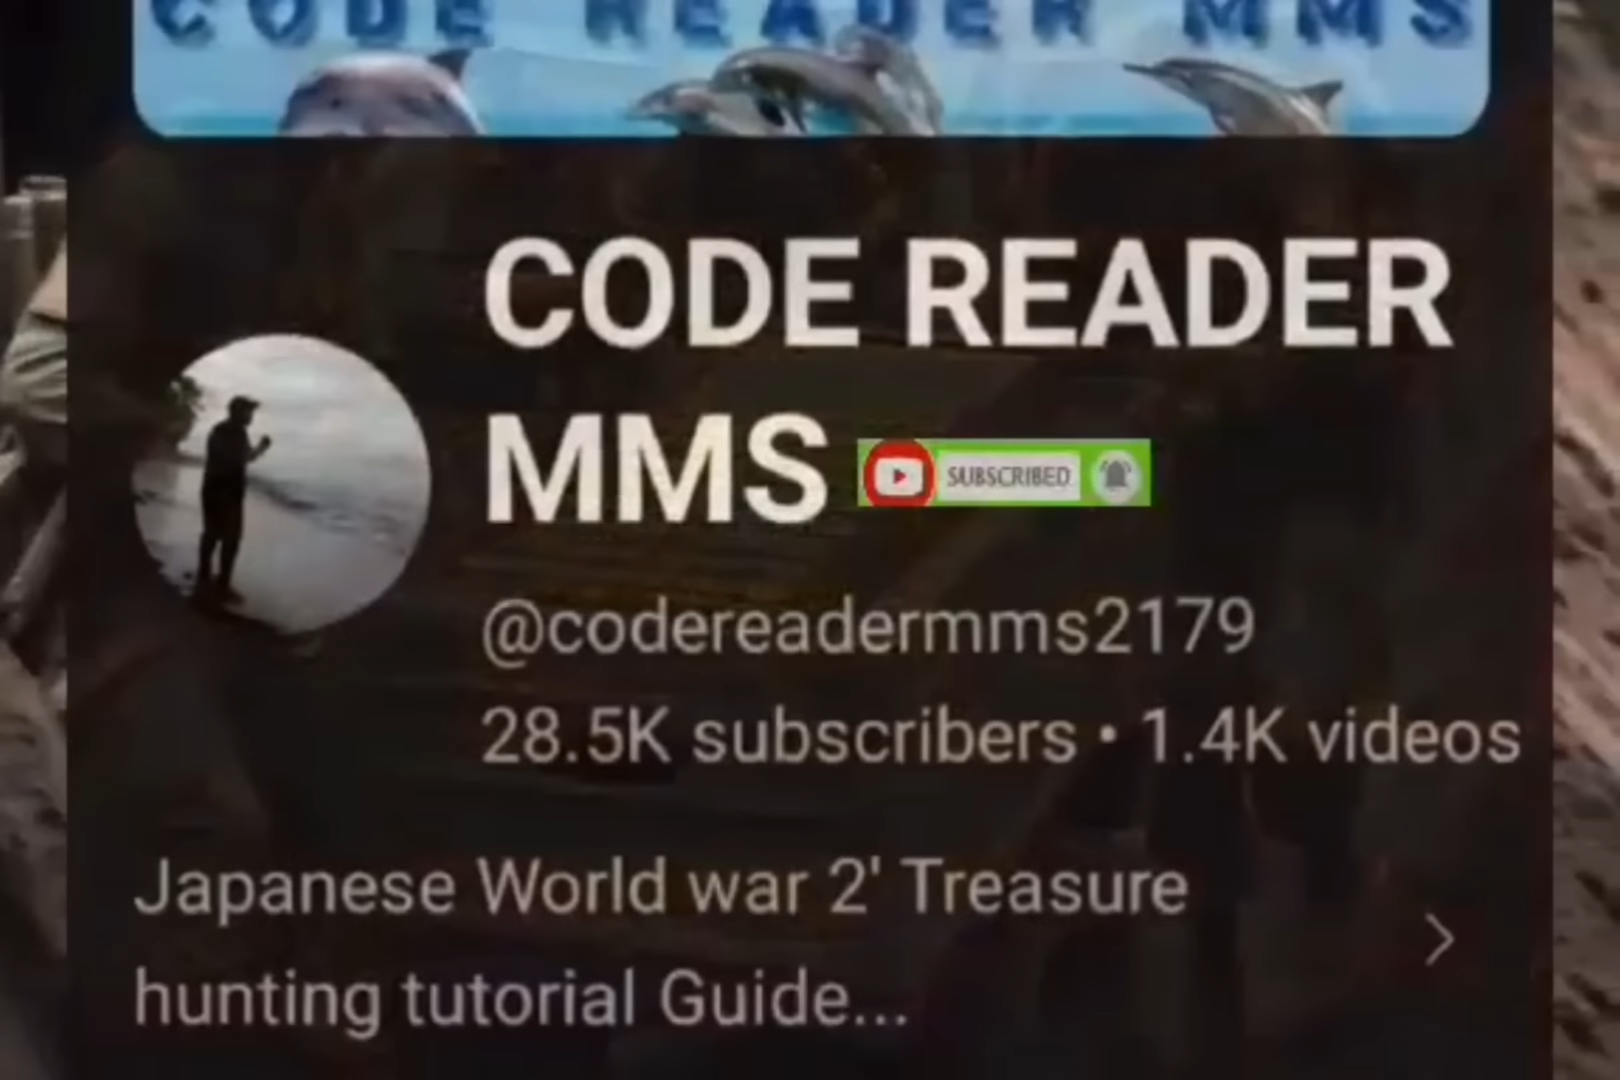 CODE READER MMS
CODE READER
MMS SUBSCRIBED
@codereadermms2179
28.5K subscribers • 1.4K videos
Japanese World war 2' Treasure
hunting tutorial Guide...